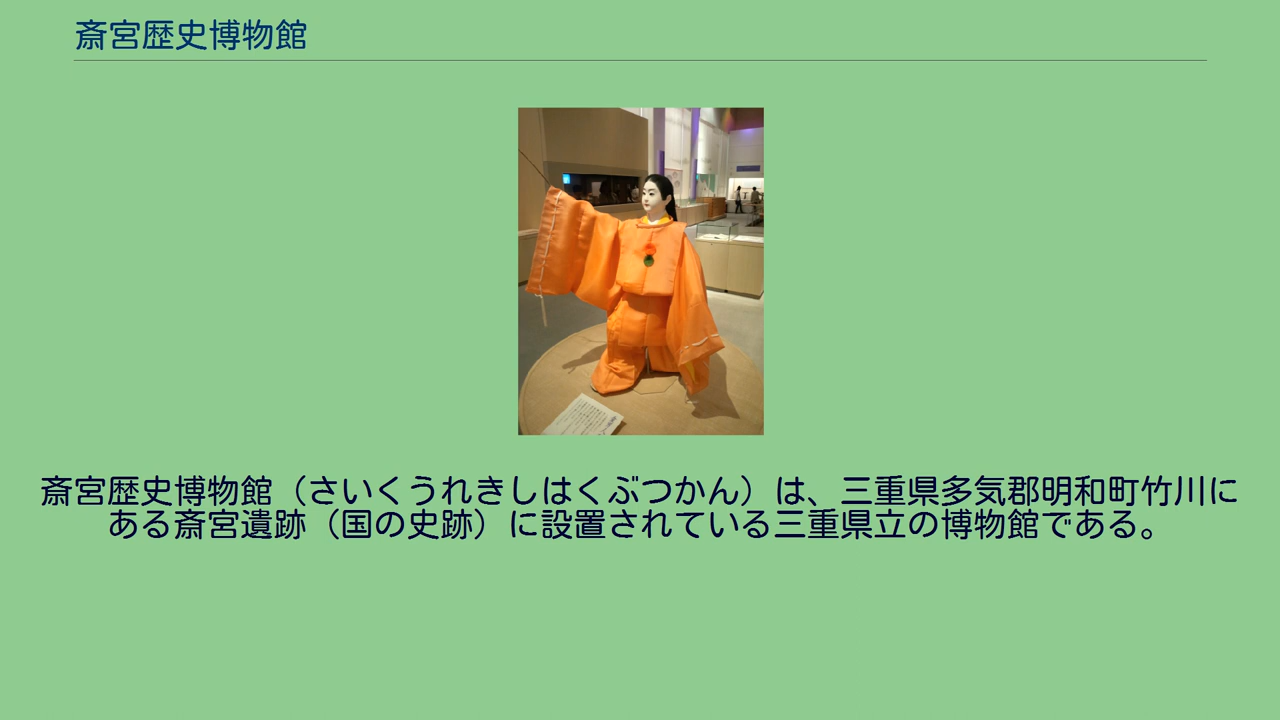 斎宮歴史博物館
斎宮歴史博物館（さいくうれきしはくぶつかん）は、三重県多気郡明和町竹川に
ある斎宮遺跡（国の史跡）に設置されている三重県立の博物館である。